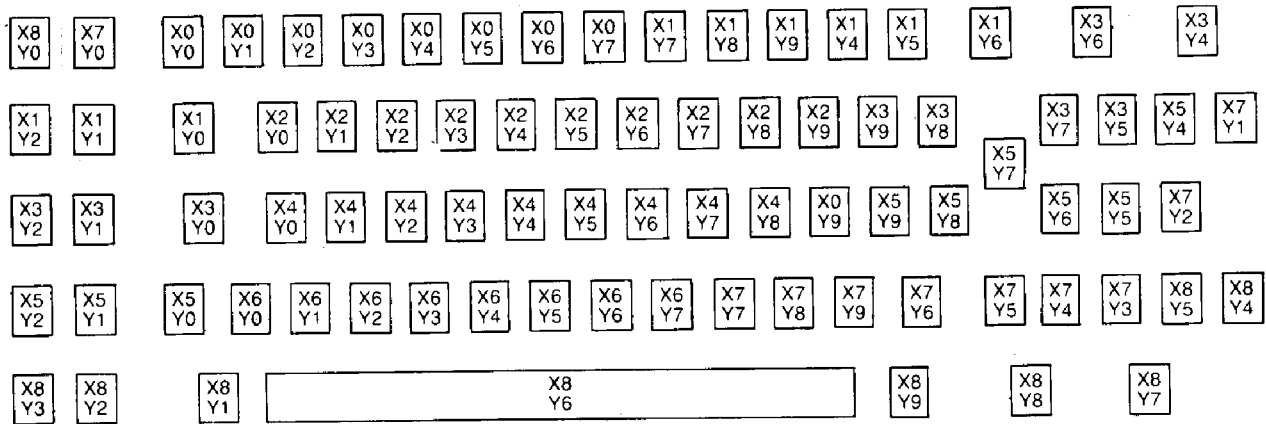 X8 X7 X0 X0 X0 X0 X0 X0 X0 X0 X1 X1 X1 X1 X1 X1 X3 X3
Y0 Y0 Y0 Y1 Y2 Y3 Y4 Y5 Y6 Y7 Y7 Y8 Y9 Y4 Y5 Y6 Y6 Y4
X1 X1 X1 X2 X2 X2 X2 X2 X2 X2 X2 X2 X2 X3 X3 X3 X3 X5 X7
Y2 Y1 Y0 Y0 Y1 Y2 Y3 Y4 Y5 Y6 Y7 Y8 Y9 Y9 Y8 Y7 Y5 Y4 Y1
X5
Y7
X3 X3 X3 X4 X4 X4 X4 X4 X4 X4 X4 X4 X0 X5 X5 X5 X5 X7
Y2 Y1 Y0 Y0 Y1 Y2 Y3 Y4 Y5 Y6 Y7 Y8 Y9 Y9 Y8 Y6 Y5 Y2
X5 X5 X5 X6 X6 X6 X6 X6 X6 X6 X6 X7 X7 X7 X7 X7 X7 X7 X8 X8
Y2 Y1 Y0 Y0 Y1 Y2 Y3 Y4 Y5 Y6 Y7 Y7 Y8 Y9 Y6 Y5 Y4 Y3 Y5 Y4
X8 X8 X8 X8 X8 X8 X8
Y3 Y2 Y1 Y6 Y9 Y8 Y7